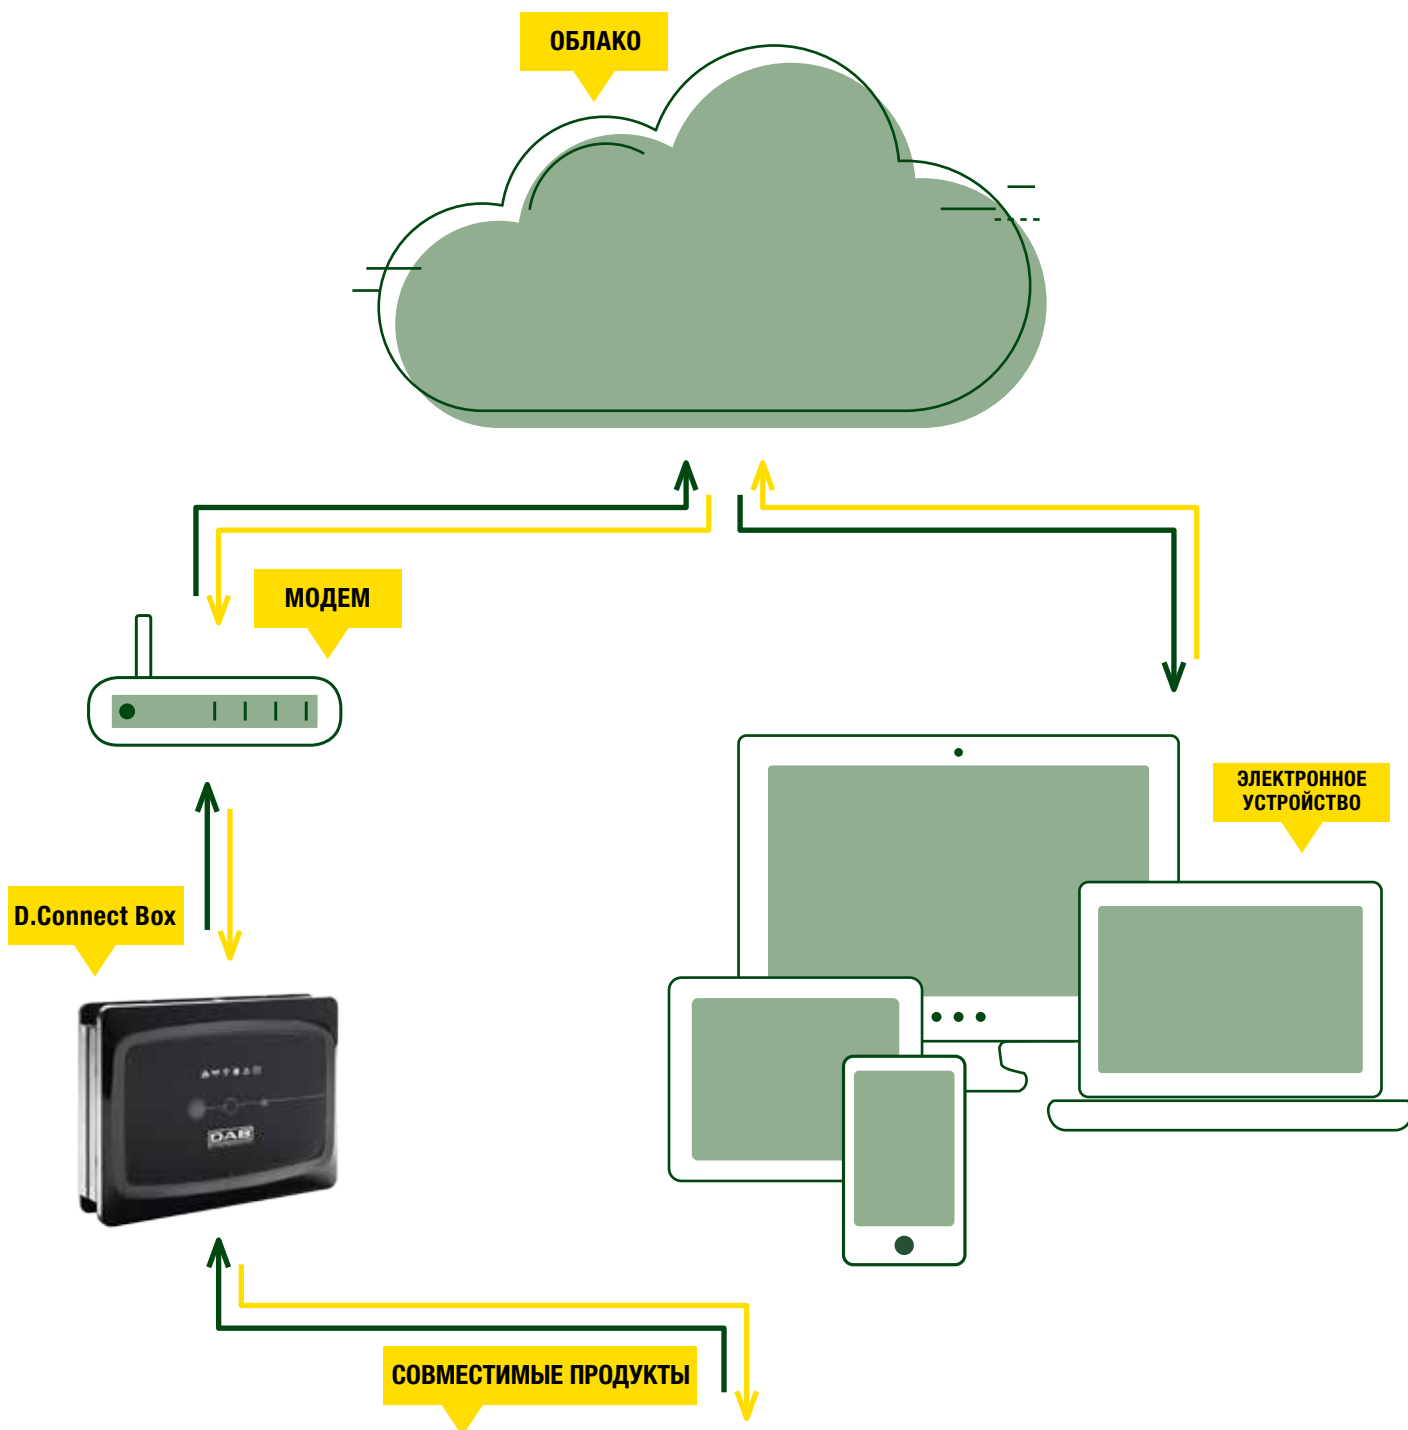 ОБЛАКО
МОДЕМ
ЭЛЕКТРОННОЕ
УСТРОЙСТВО
D.Connect Box
DAB
СОВМЕСТИМЫЕ ПРОДУКТЫ